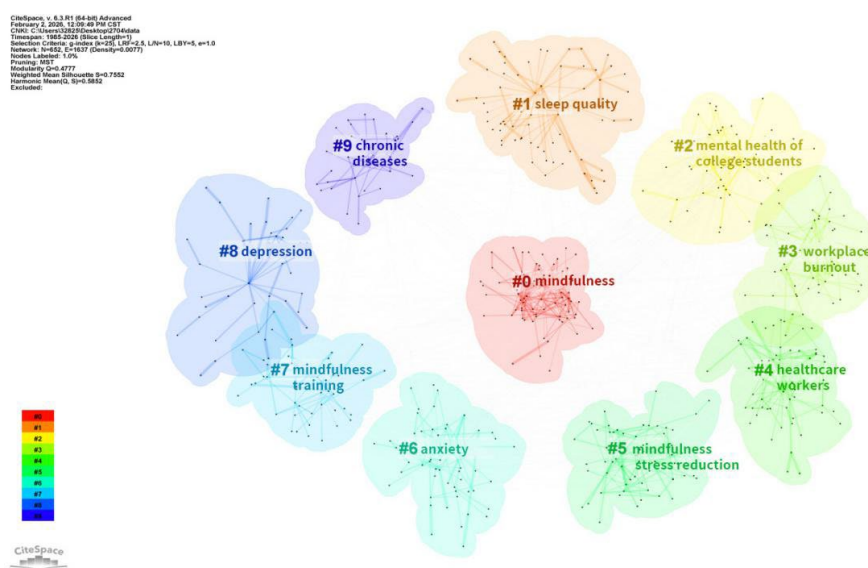 CiteSpace, v. 6.3.R1 (64-bit) Advanced
February 2, 2026, 12:09:49 PM CST
CNKI: C:\Users\32825\Desktop\2704\data
Timespan: 1985-2026 (Slice Length=1)
Selection Criteria: g-index (k=25), LRF=2.5, L/N=10, LBY=5, e=1.0
Network: N=652, E=1637 (Density=0.0077)
Nodes Labeled: 1.0%
Pruning: MST
Modularity Q=0.4777
Weighted Mean Silhouette S=0.7552
Harmonic Mean(Q, S)=0.5852
Excluded:
#1 sleep quality
#9 chronic
diseases
#2 mental health of
college students
#8 depression
#3 workplace
burnout
#0 mindfulness
#7 mindfulness
training
#4 healthcare
workers
#6 anxiety
#5 mindfulness
stress reduction
#0
#1
#2
#3
#4
#5
#6
#7
#8
#9
CiteSpace